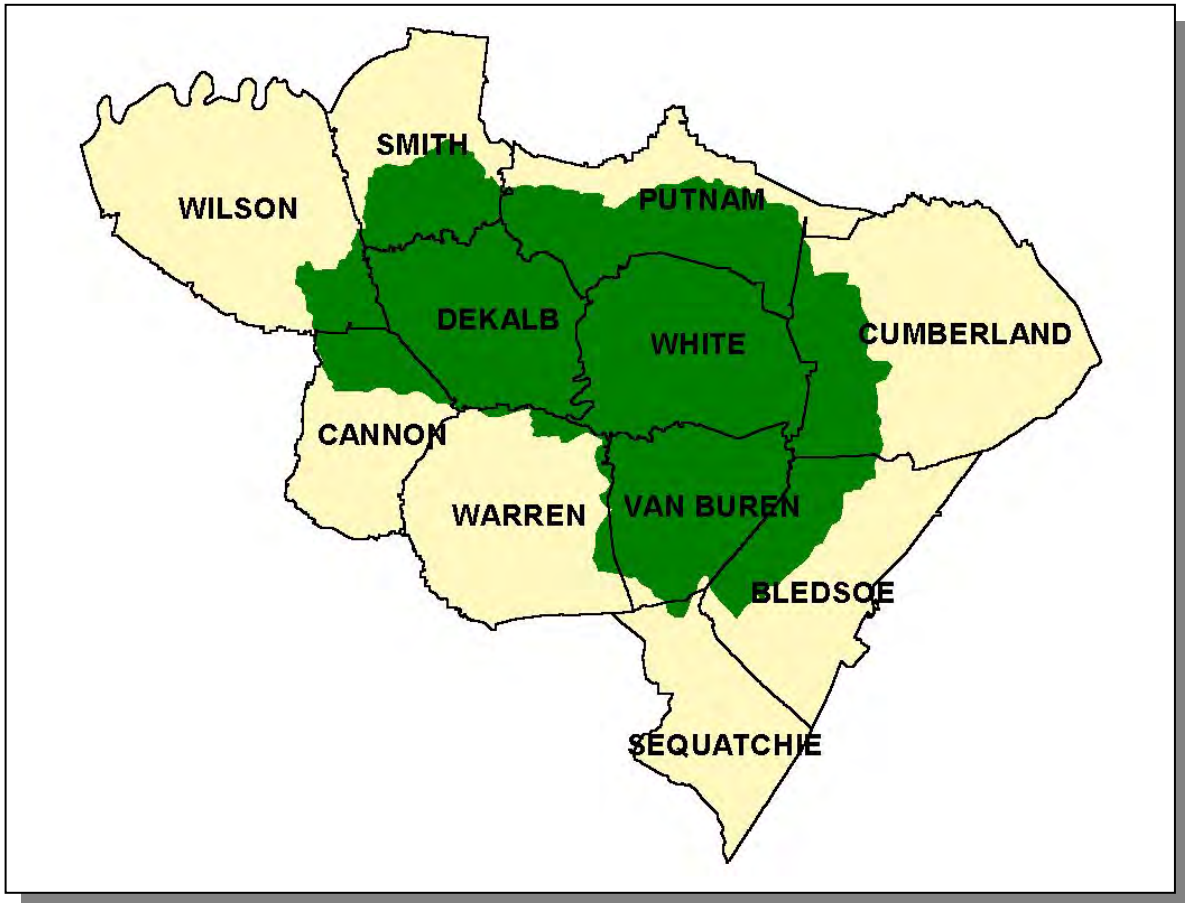 SMITH
WILSON
PUTNAM
DEKALB
WHITE
CUMBERLAND
CANNON
WARREN
VAN BUREN
BLEDSOE
SEQUATCHIE